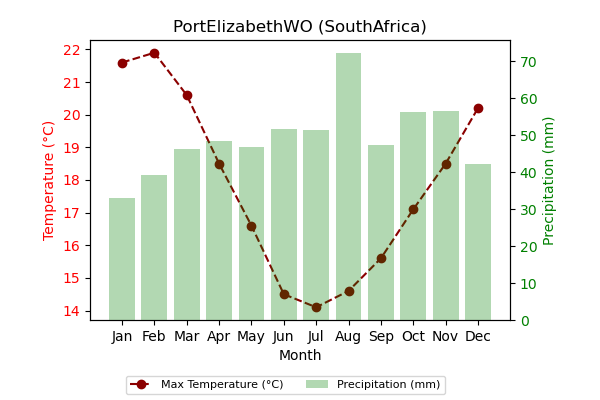 PortElizabethWO (SouthAfrica)
22
21
20
19
18
17
16
15
14
Temperature (°C)
70
60
50
40
30
20
10
0
Precipitation (mm)
Jan Feb Mar Apr May Jun Jul Aug Sep Oct Nov Dec
Month
Max Temperature (°C) Precipitation (mm)